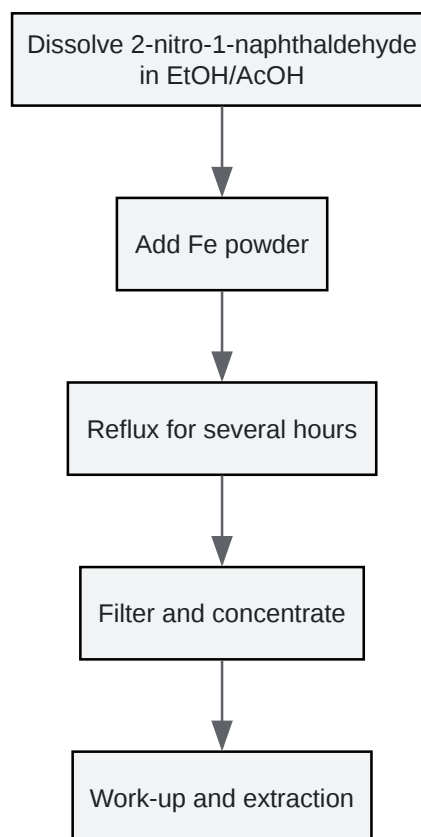 Dissolve 2-nitro-1-naphthaldehyde
in EtOH/AcOH
Add Fe powder
Reflux for several hours
Filter and concentrate
Work-up and extraction